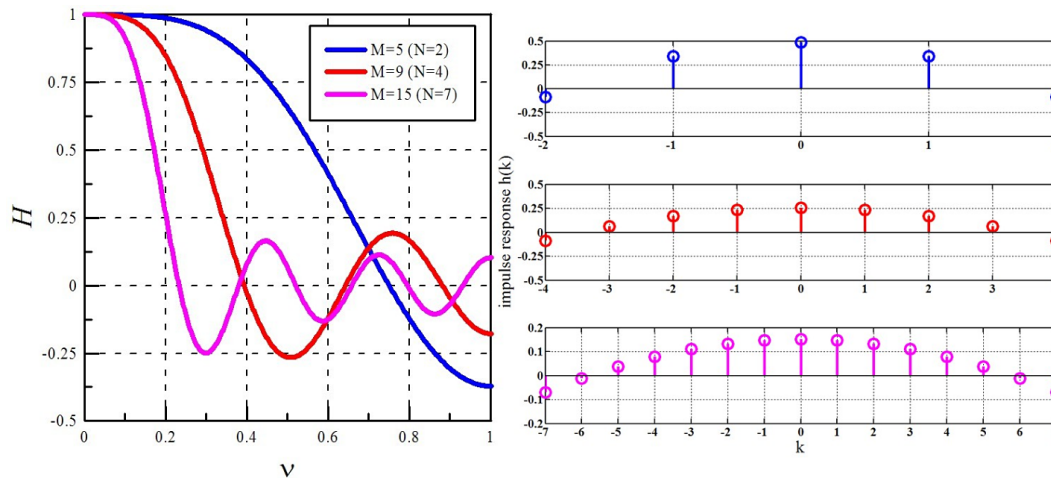 1
0.75
0.5
0.25
0
-0.25
-0.5
H
0 0.2 0.4 0.6 0.8 1
ν
M=5 (N=2)
M=9 (N=4)
M=15 (N=7)
impulse response h(k)
0.5
0.25
0
-0.25
-0.5
-2 -1 0 1
0.5
0.25
0
-0.25
-0.5
-4 -3 -2 -1 0 1 2 3
0.2
0.1
0
-0.1
-0.2
-7 -6 -5 -4 -3 -2 -1 0 1 2 3 4 5 6
k